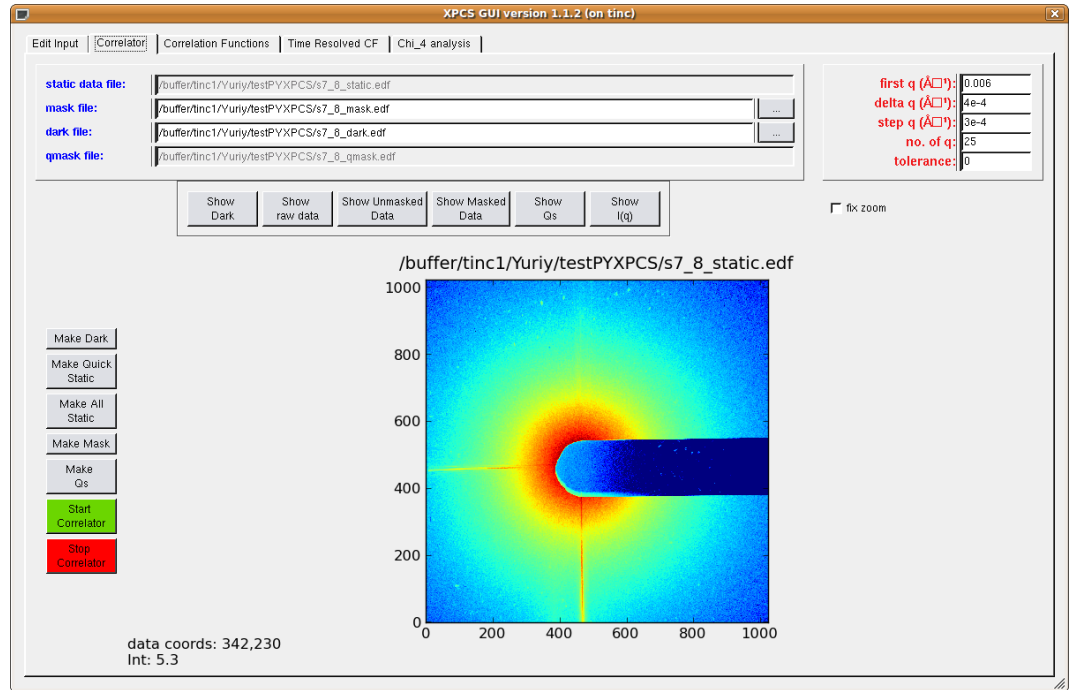 XPCS GUI version 1.1.2 (on tinc)
Edit Input
Correlator
Correlation Functions
Time Resolved CF
Chi_4 analysis
static data file:
/buffer/tinc1/Yuriy/testPYXPCS/s7_8_static.edf
mask file:
/buffer/tinc1/Yuriy/testPYXPCS/s7_8_mask.edf
...
dark file:
/buffer/tinc1/Yuriy/testPYXPCS/s7_8_dark.edf
...
qmask file:
/buffer/tinc1/Yuriy/testPYXPCS/s7_8_qmask.edf
first q (Å□¹):
0.006
delta q (Å□¹):
4e-4
step q (Å□¹):
3e-4
no. of q:
25
tolerance:
0
Show
Dark
Show
raw data
Show Unmasked
Data
Show Masked
Data
Show
Qs
Show
I(q)
fix zoom
/buffer/tinc1/Yuriy/testPYXPCS/s7_8_static.edf
1000
800
600
400
200
0
0 200 400 600 800 1000
Make Dark
Make Quick
Static
Make All
Static
Make Mask
Make
Qs
Start
Correlator
Stop
Correlator
data coords: 342,230
Int: 5.3